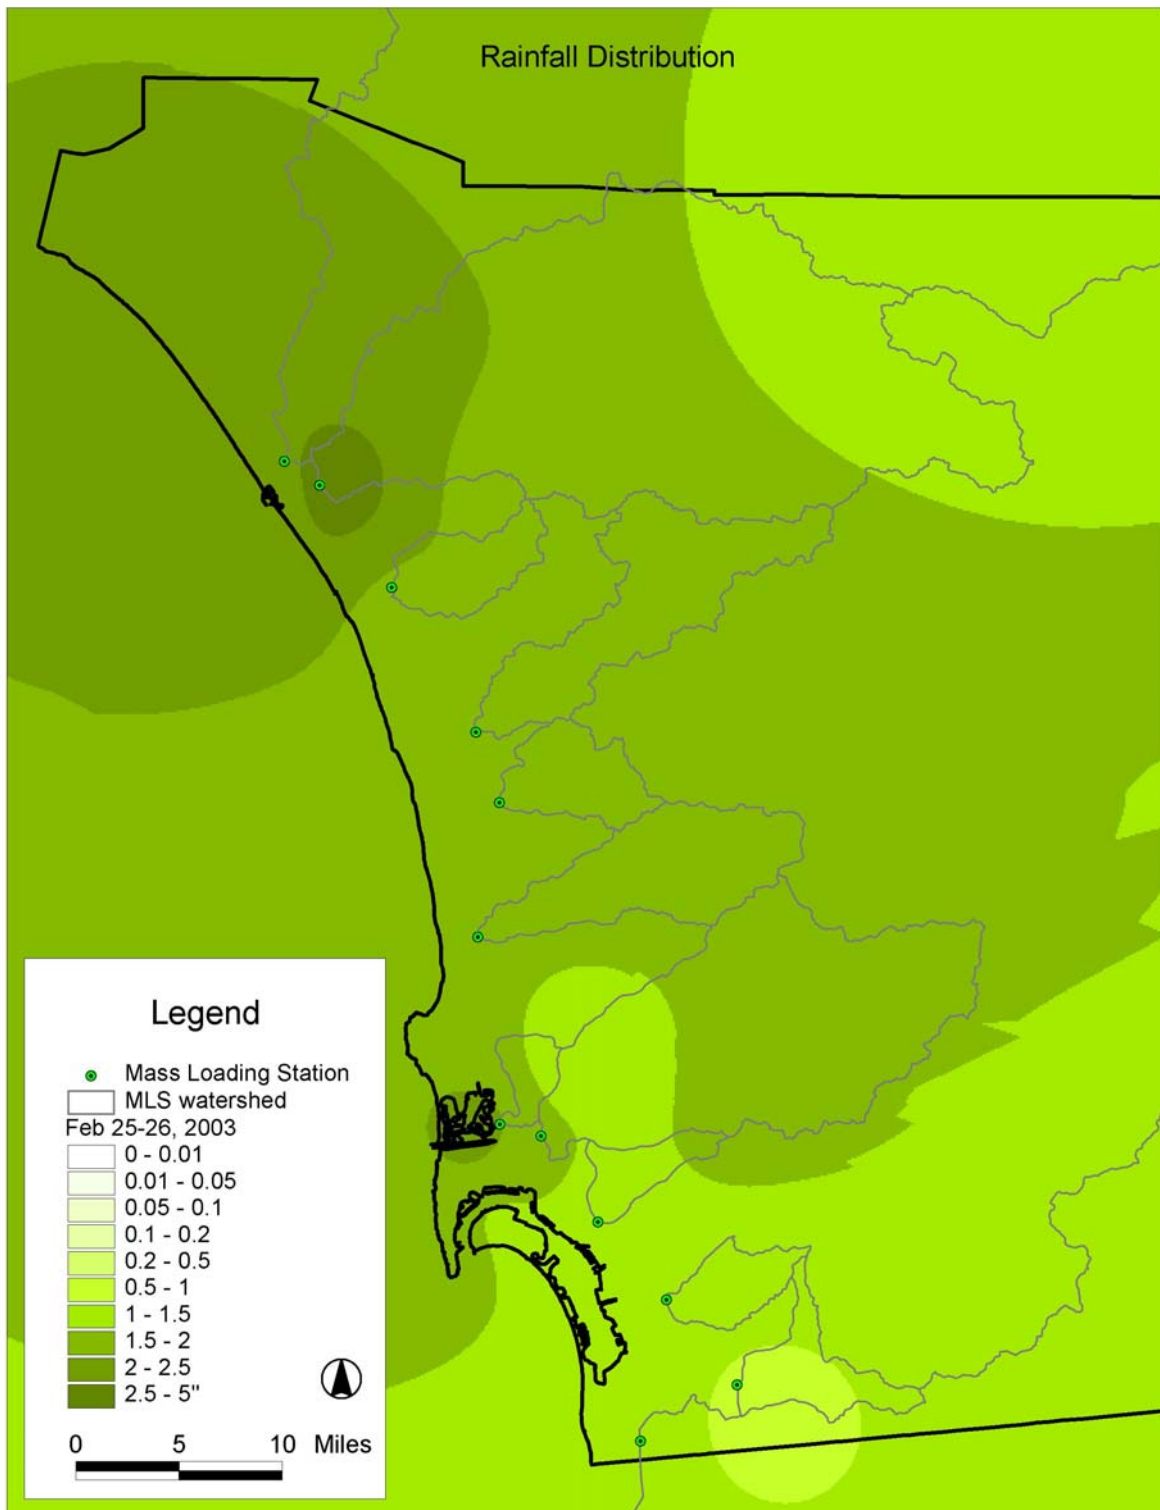 Rainfall Distribution
Legend
Mass Loading Station
MLS watershed
Feb 25-26, 2003
0 - 0.01
0.01 - 0.05
0.05 - 0.1
0.1 - 0.2
0.2 - 0.5
0.5 - 1
1 - 1.5
1.5 - 2
2 - 2.5
2.5 - 5"
0 5 10 Miles